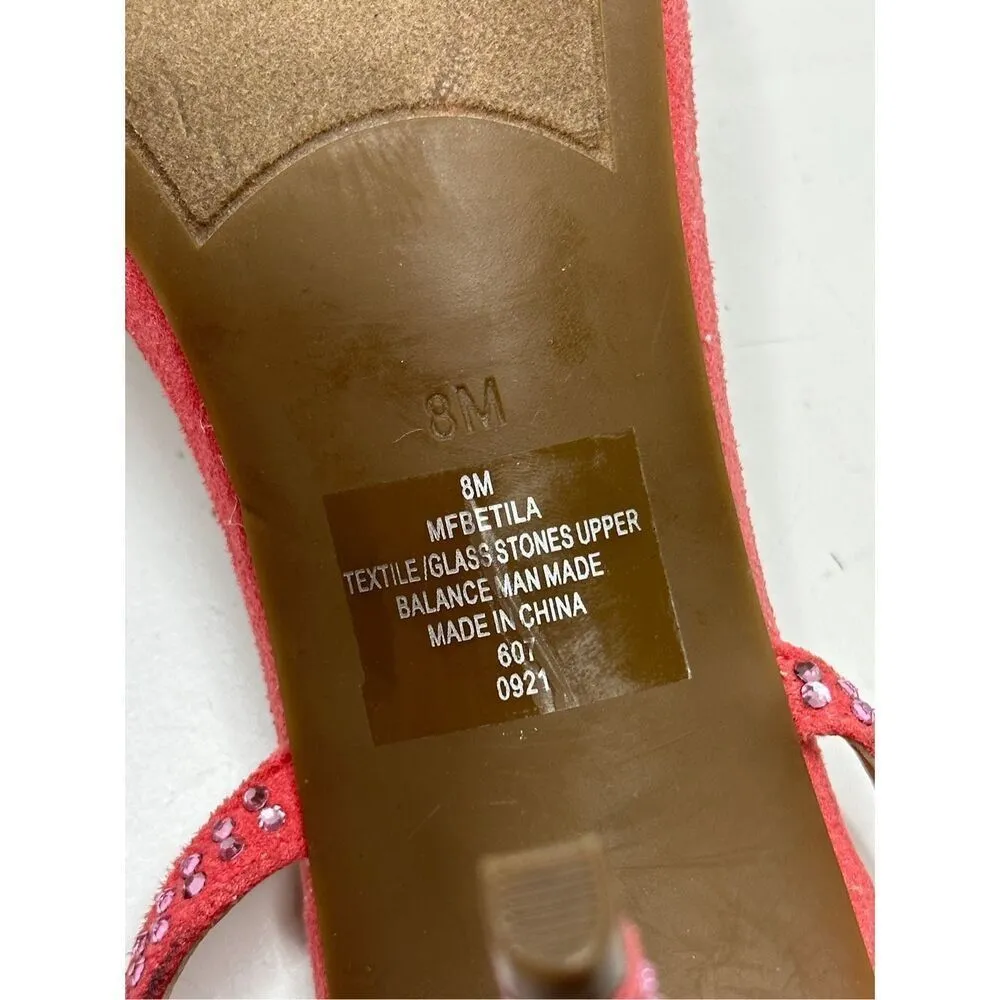 8M
8M
MFBETILA
TEXTILE/GLASS STONES UPPER
BALANCE MAN MADE
MADE IN CHINA
607
0921